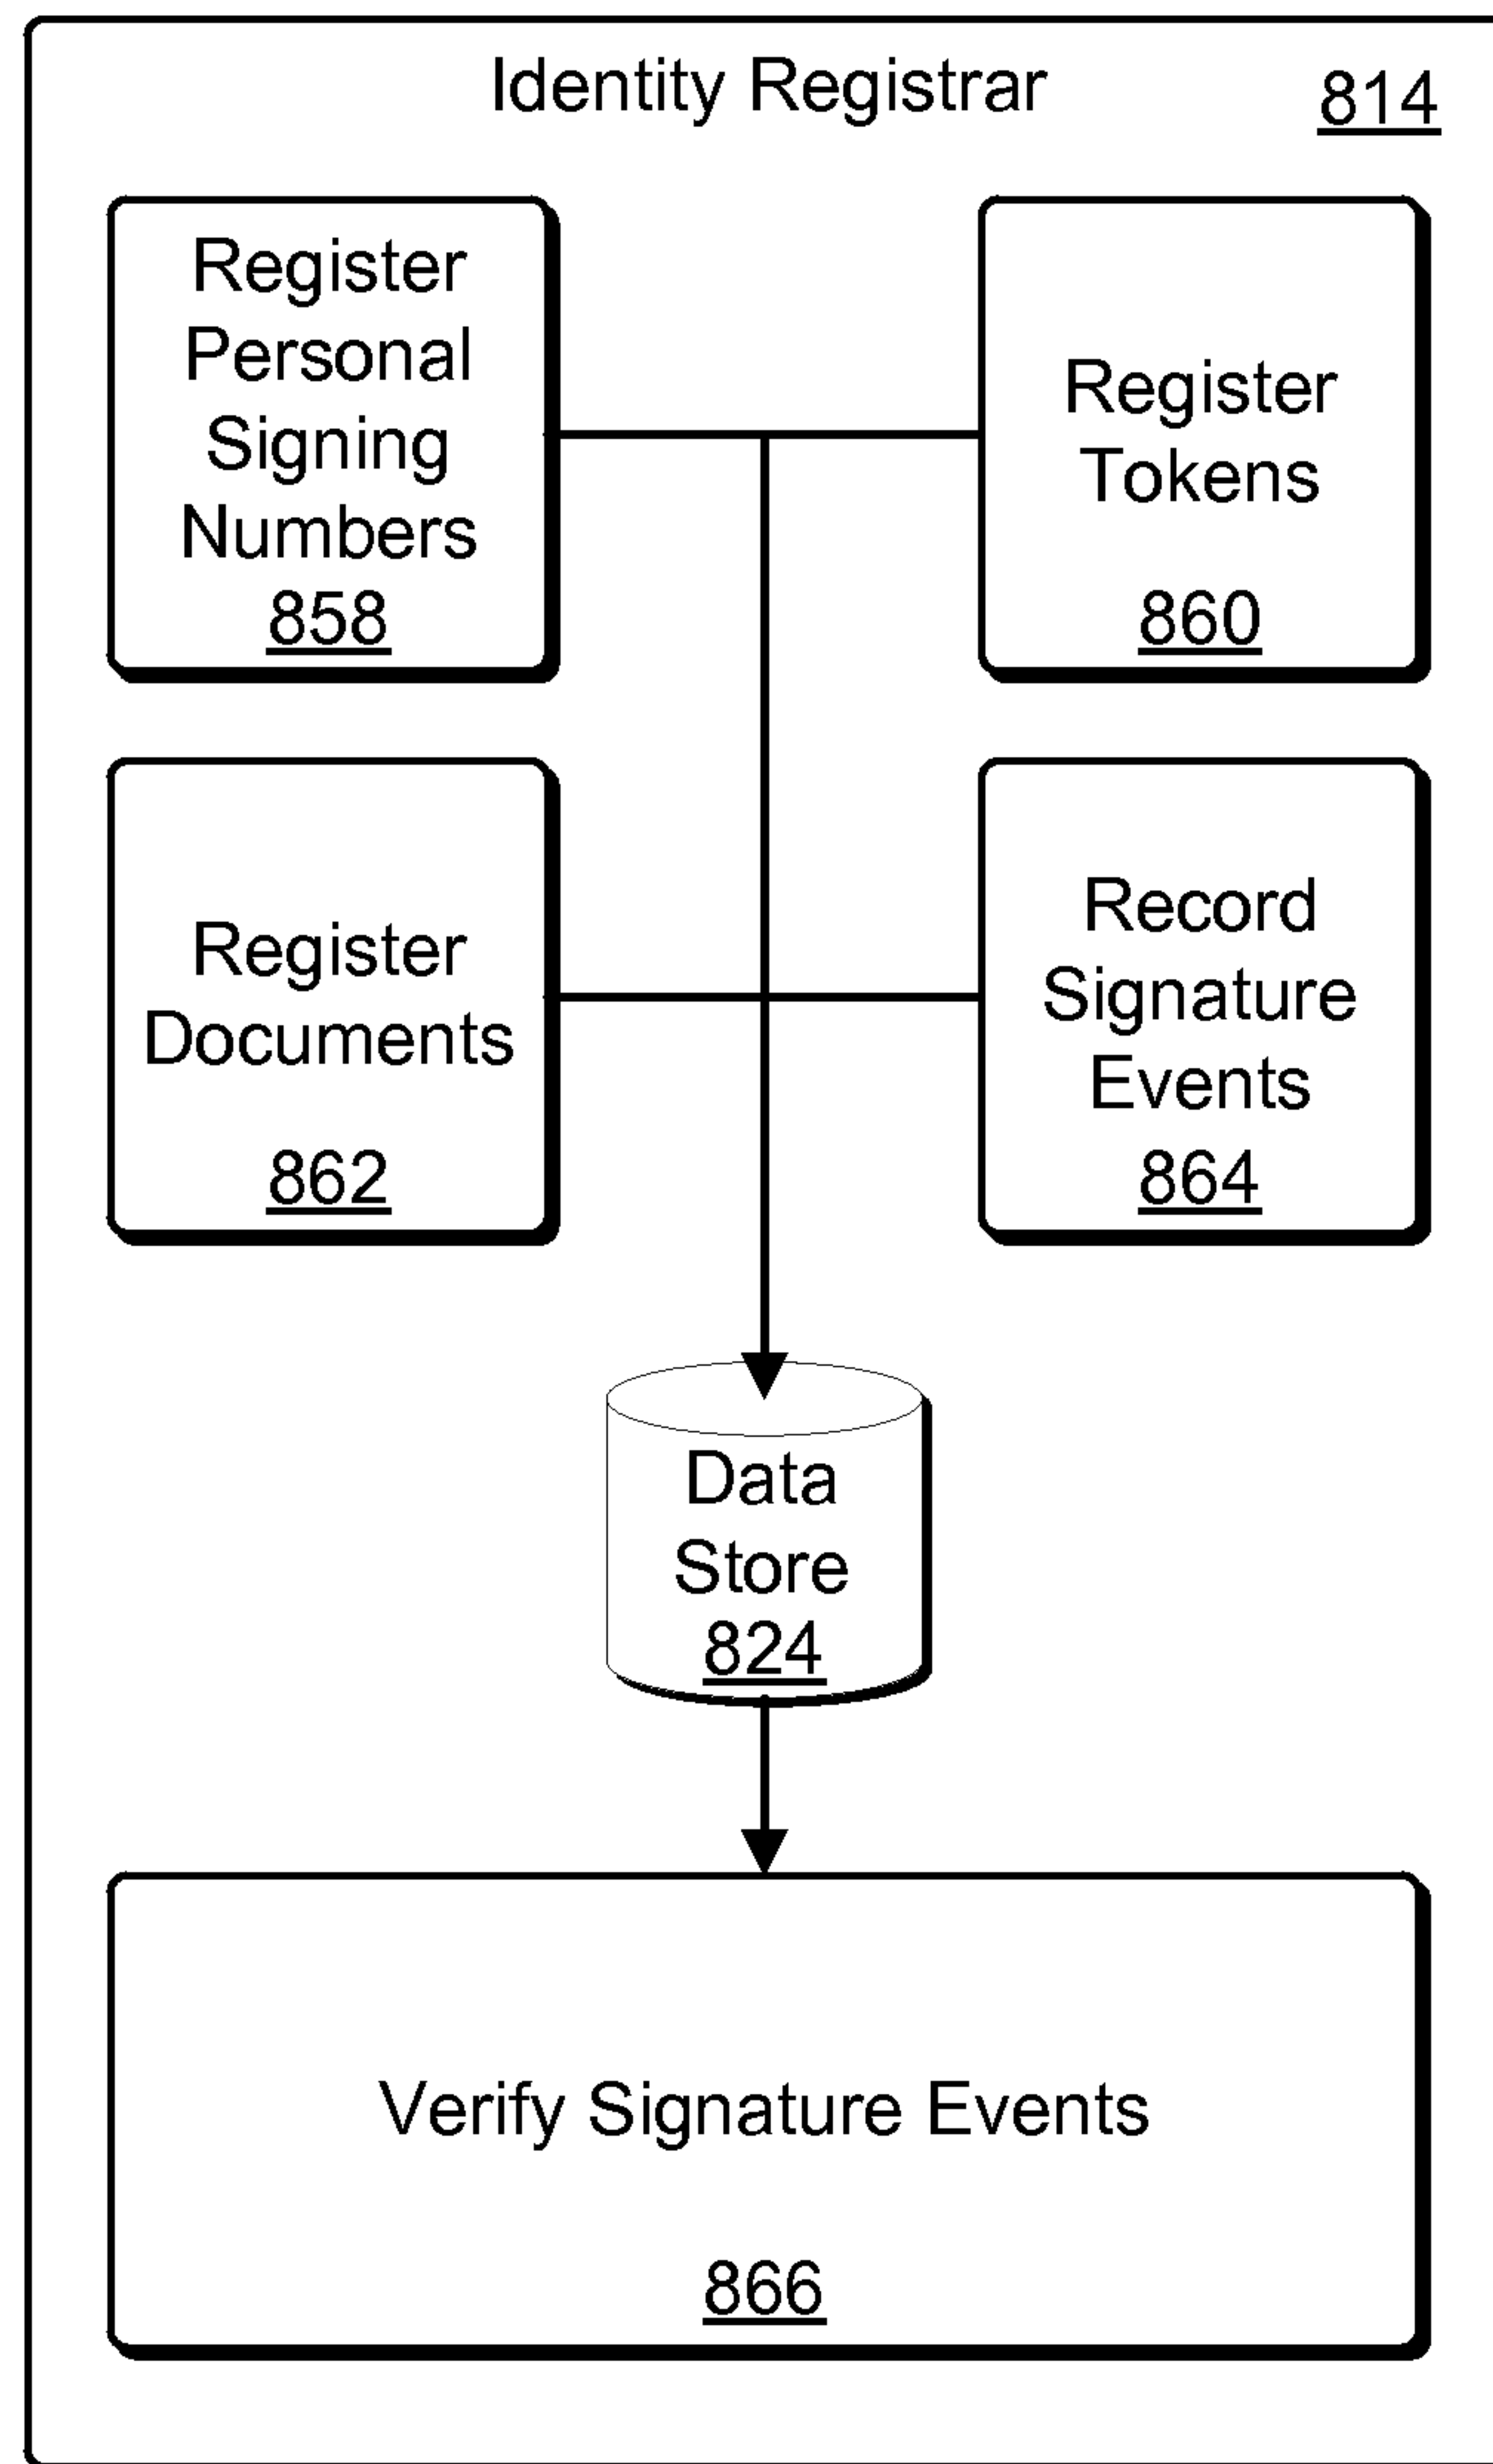 Identity Registrar
814
Register
Personal
Signing
Numbers
858
Register
Tokens
860
Register
Documents
862
Record
Signature
Events
864
Data
Store
824
Verify Signature Events
866